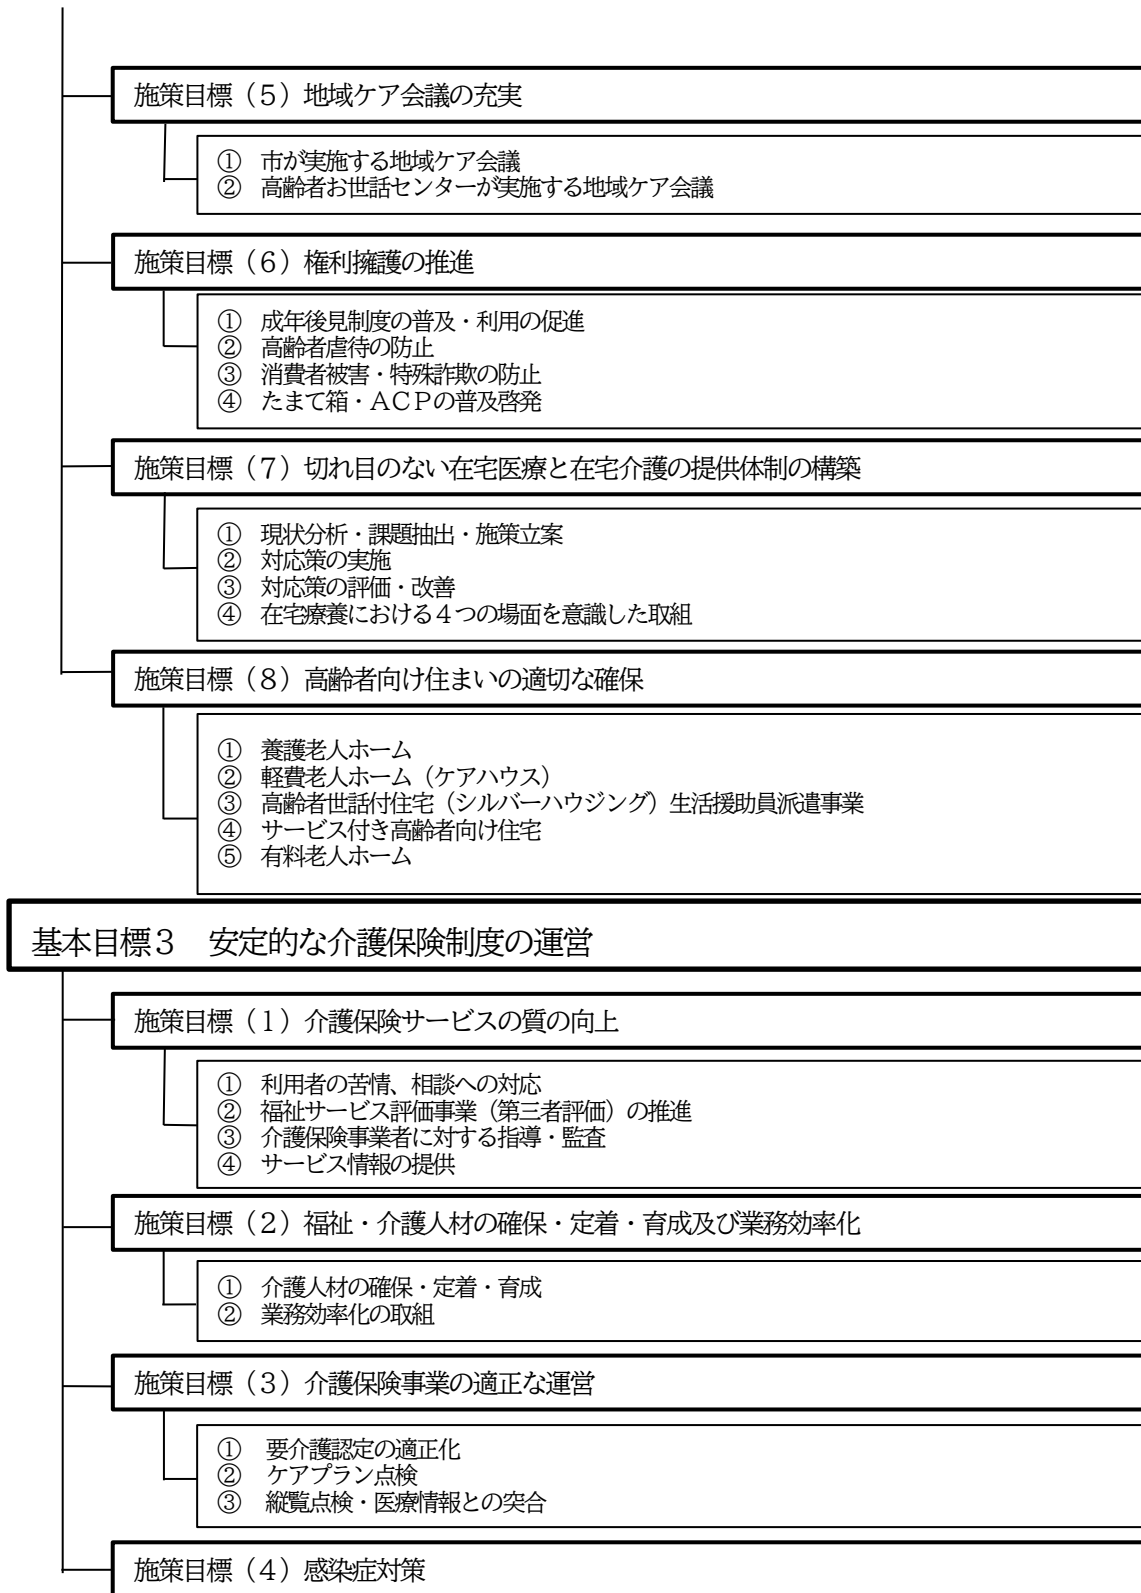 施策目標（５）地域ケア会議の充実
①　市が実施する地域ケア会議
②　高齢者お世話センターが実施する地域ケア会議
施策目標（６）権利擁護の推進
①　成年後見制度の普及・利用の促進
②　高齢者虐待の防止
③　消費者被害・特殊詐欺の防止
④　たまて箱・ＡＣＰの普及啓発
施策目標（７）切れ目のない在宅医療と在宅介護の提供体制の構築
①　現状分析・課題抽出・施策立案
②　対応策の実施
③　対応策の評価・改善
④　在宅療養における４つの場面を意識した取組
施策目標（８）高齢者向け住まいの適切な確保
①　養護老人ホーム
②　軽費老人ホーム（ケアハウス）
③　高齢者世話付住宅（シルバーハウジング）生活援助員派遣事業
④　サービス付き高齢者向け住宅
⑤　有料老人ホーム
基本目標３　安定的な介護保険制度の運営
施策目標（１）介護保険サービスの質の向上
①　利用者の苦情、相談への対応
②　福祉サービス評価事業（第三者評価）の推進
③　介護保険事業者に対する指導・監査
④　サービス情報の提供
施策目標（２）福祉・介護人材の確保・定着・育成及び業務効率化
①　介護人材の確保・定着・育成
②　業務効率化の取組
施策目標（３）介護保険事業の適正な運営
①　要介護認定の適正化
②　ケアプラン点検
③　縦覧点検・医療情報との突合
施策目標（４）感染症対策